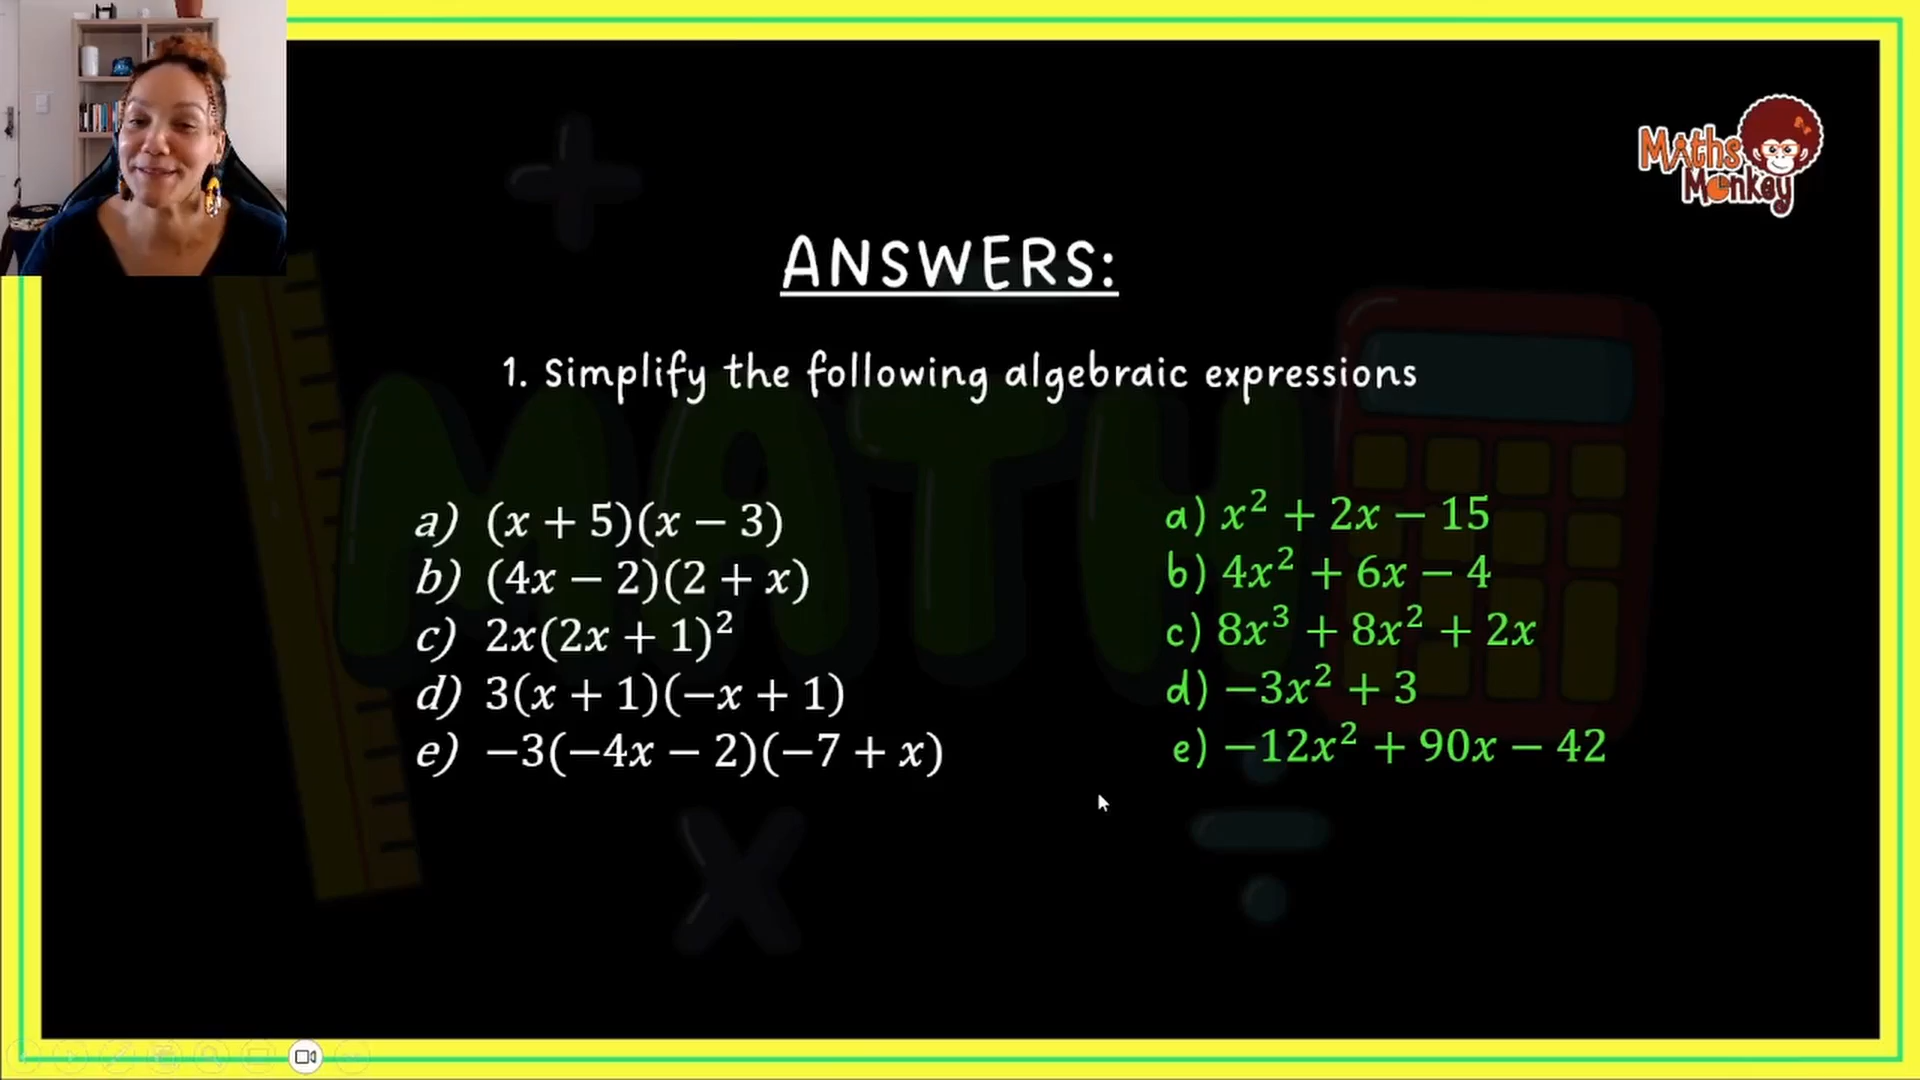 Maths
Monkey
ANSWERS:
1. Simplify the following algebraic expressions
a) (x + 5)(x − 3)
b) (4x − 2)(2 + x)
c) 2x(2x + 1)²
d) 3(x + 1)(−x + 1)
e) −3(−4x − 2)(−7 + x)
a) x² + 2x − 15
b) 4x² + 6x − 4
c) 8x³ + 8x² + 2x
d) −3x² + 3
e) −12x² + 90x − 42
MATH